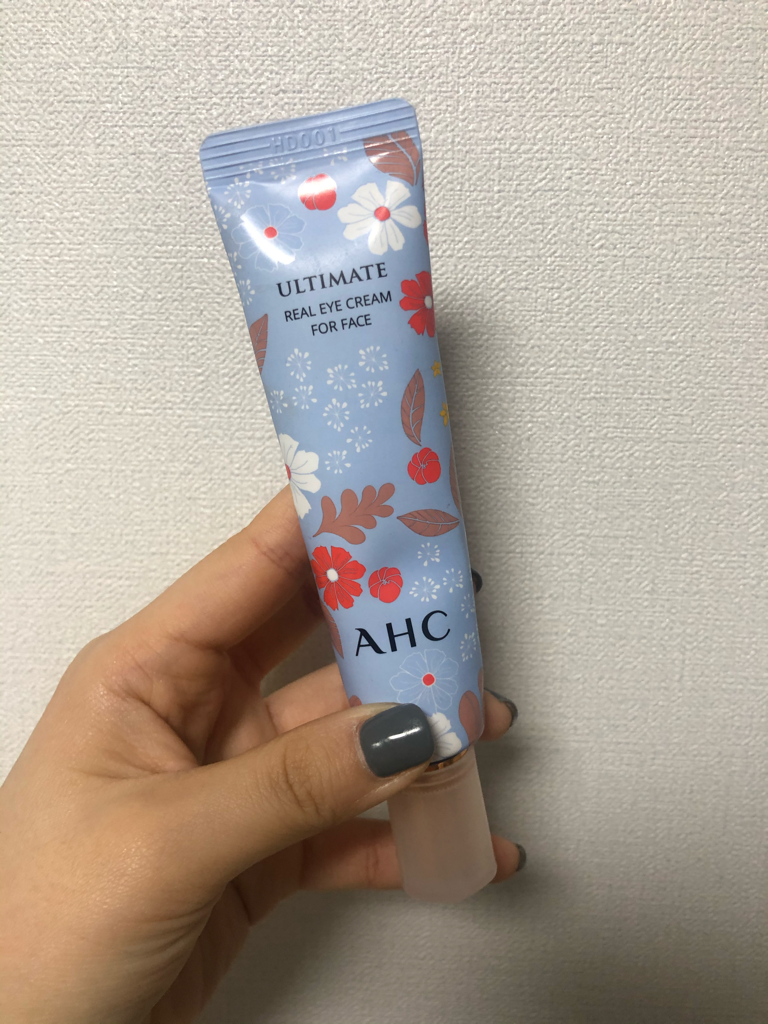 HD001
ULTIMATE
REAL EYE CREAM
FOR FACE
AHC